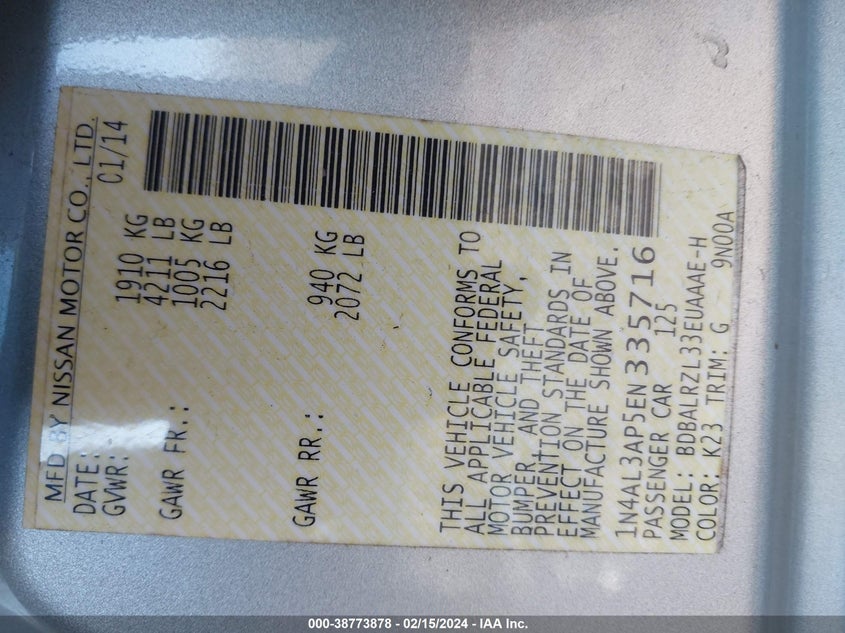 MFD BY NISSAN MOTOR CO., LTD.
DATE: 01/14
GVWR: 1910 KG
4211 LB
GAWR FR.: 1005 KG
2216 LB
GAWR RR.: 940 KG
2072 LB
THIS VEHICLE CONFORMS TO
ALL APPLICABLE FEDERAL
MOTOR VEHICLE SAFETY,
BUMPER AND THEFT
PREVENTION STANDARDS IN
EFFECT ON THE DATE OF
MANUFACTURE SHOWN ABOVE.
1N4AL3AP5EN335716
PASSENGER CAR 125
MODEL: BDBALRZL33EUAAAE-H
COLOR: K23 TRIM: G 9N00A
000-38773878 - 02/15/2024 - IAA Inc.